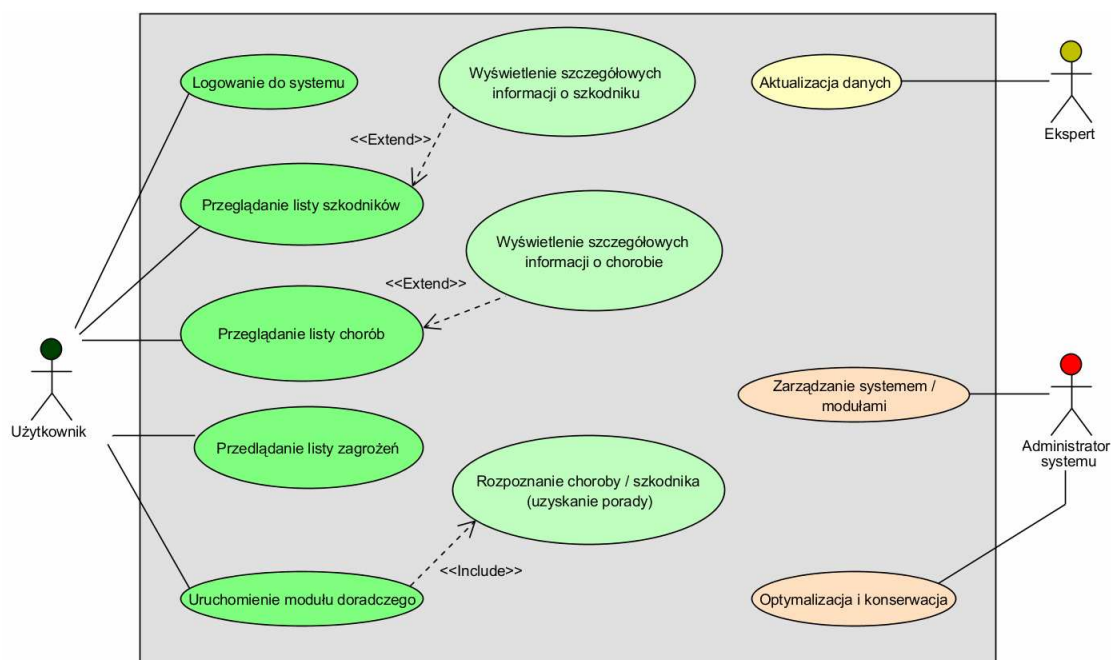 Logowanie do systemu
Wyświetlenie szczegółowych
informacji o szkodniku
Aktualizacja danych
Ekspert
<<Extend>>
Przeglądanie listy szkodników
Wyświetlenie szczegółowych
informacji o chorobie
<<Extend>>
Przeglądanie listy chorób
Użytkownik
Zarządzanie systemem /
modułami
Administrator
systemu
Przedlądanie listy zagrożeń
Rozpoznanie choroby / szkodnika
(uzyskanie porady)
<<Include>>
Uruchomienie modułu doradczego
Optymalizacja i konserwacja